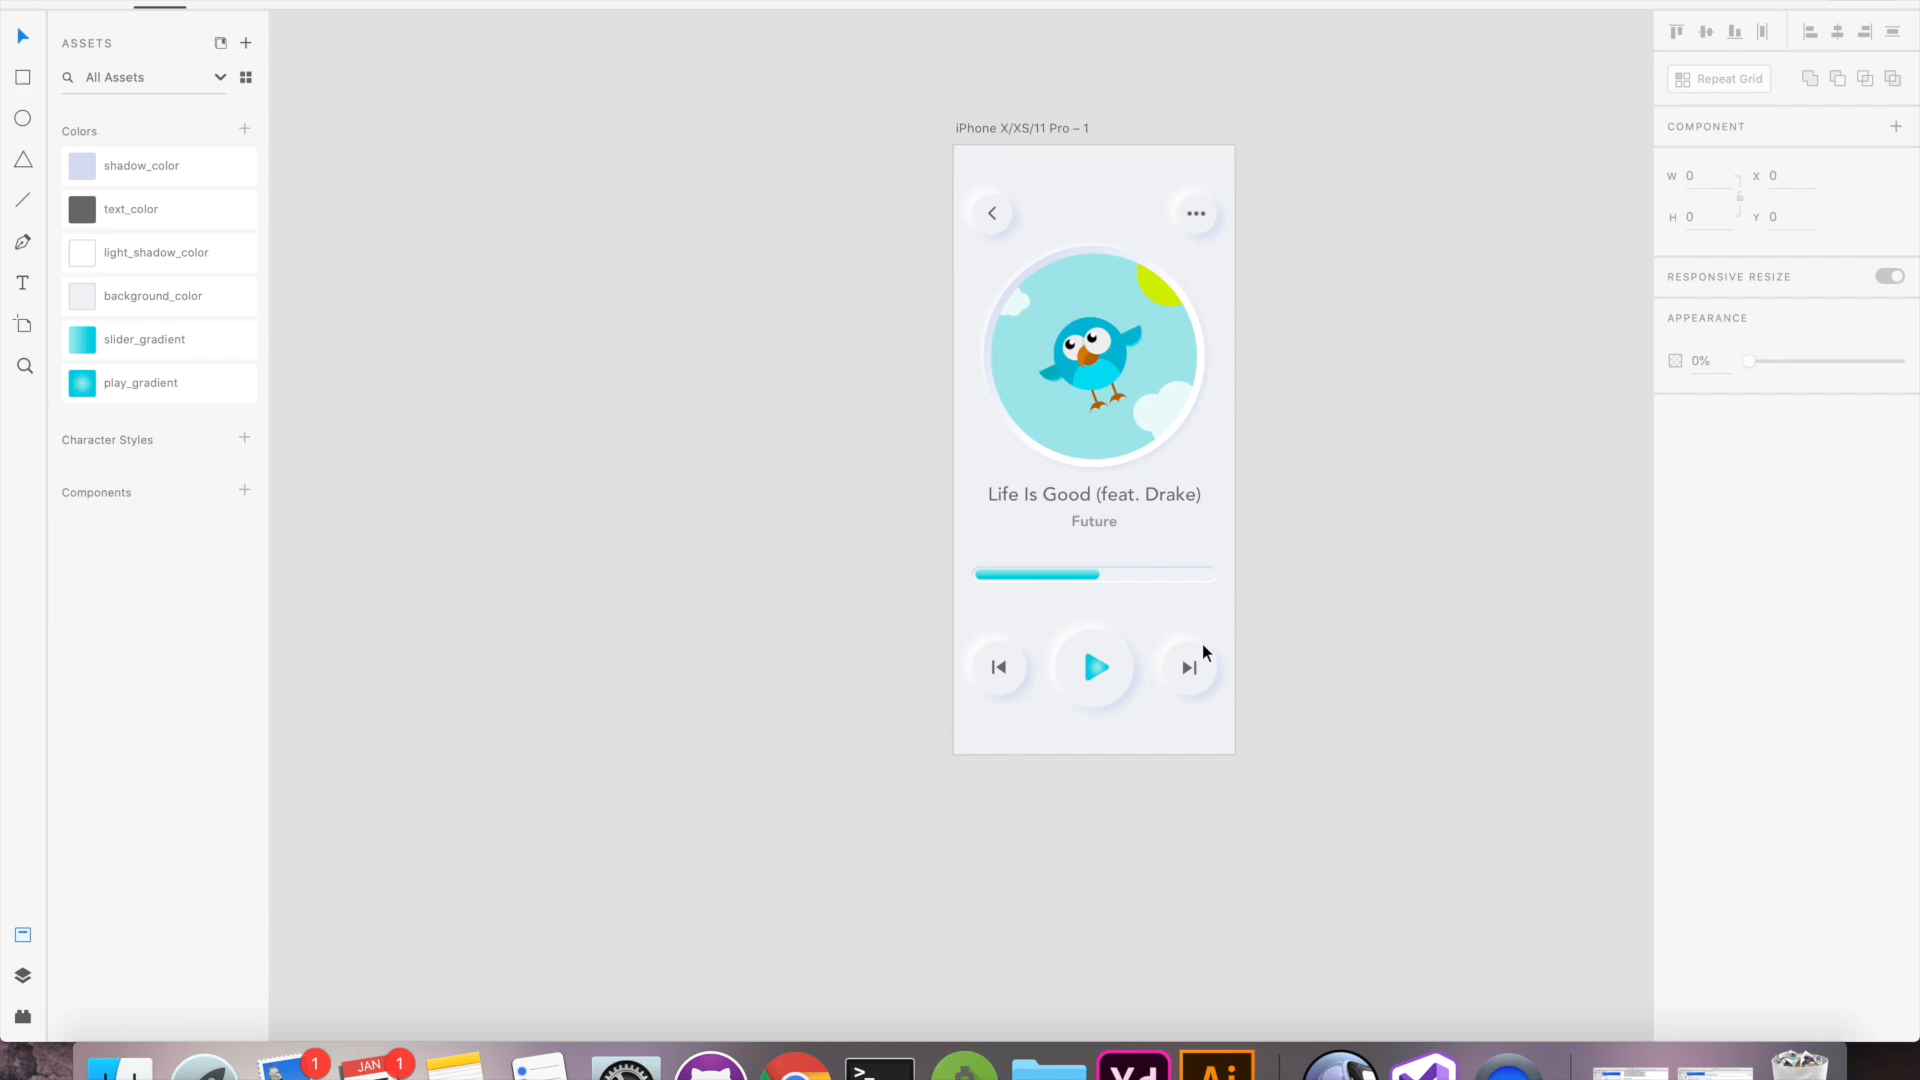 ASSETS
All Assets
Colors
shadow_color
text_color
light_shadow_color
background_color
slider_gradient
play_gradient
Character Styles
Components
iPhone X/XS/11 Pro – 1
Life Is Good (feat. Drake)
Future
Repeat Grid
COMPONENT
W 0 X 0
H 0 Y 0
RESPONSIVE RESIZE
APPEARANCE
0%
T
1
JAN 1
>_
Xd
Ai